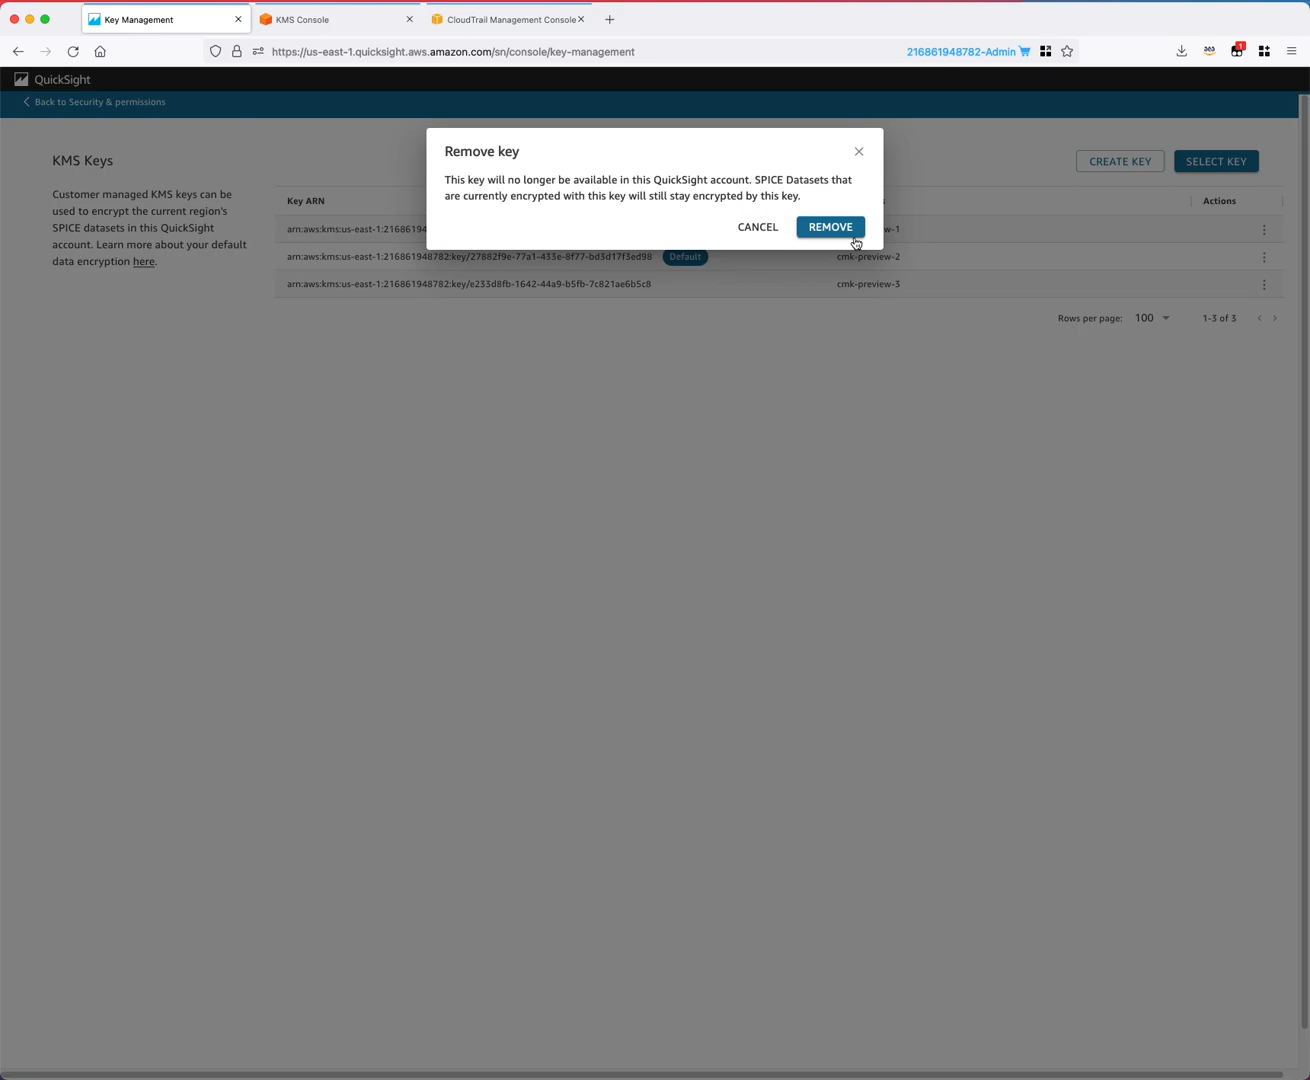 Key Management
KMS Console
CloudTrail Management Console
https://us-east-1.quicksight.aws.amazon.com/sn/console/key-management
216861948782-Admin
1
QuickSight
Back to Security & permissions
KMS Keys
Customer managed KMS keys can be
used to encrypt the current region's
SPICE datasets in this QuickSight
account. Learn more about your default
data encryption here.
CREATE KEY
SELECT KEY
Remove key
This key will no longer be available in this QuickSight account. SPICE Datasets that
are currently encrypted with this key will still stay encrypted by this key.
CANCEL
REMOVE
Key ARN
Actions
arn:aws:kms:us-east-1:21686194
w-1
arn:aws:kms:us-east-1:216861948782:key/27882f9e-77a1-433e-8f77-bd3d17f3ed98 Default cmk-preview-2
arn:aws:kms:us-east-1:216861948782:key/e233d8fb-1642-44a9-b5fb-7c821ae6b5c8 cmk-preview-3
Rows per page: 100 1-3 of 3